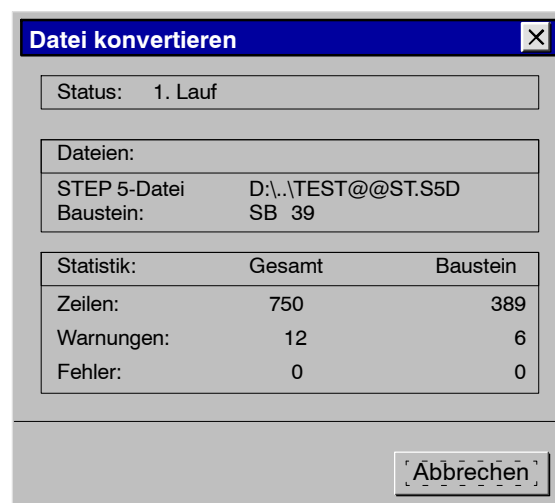 Datei konvertieren
Status: 1. Lauf
Dateien:
STEP 5-Datei D:\..\TEST@@ST.S5D
Baustein: SB 39
Statistik: Gesamt Baustein
Zeilen: 750 389
Warnungen: 12 6
Fehler: 0 0
Abbrechen